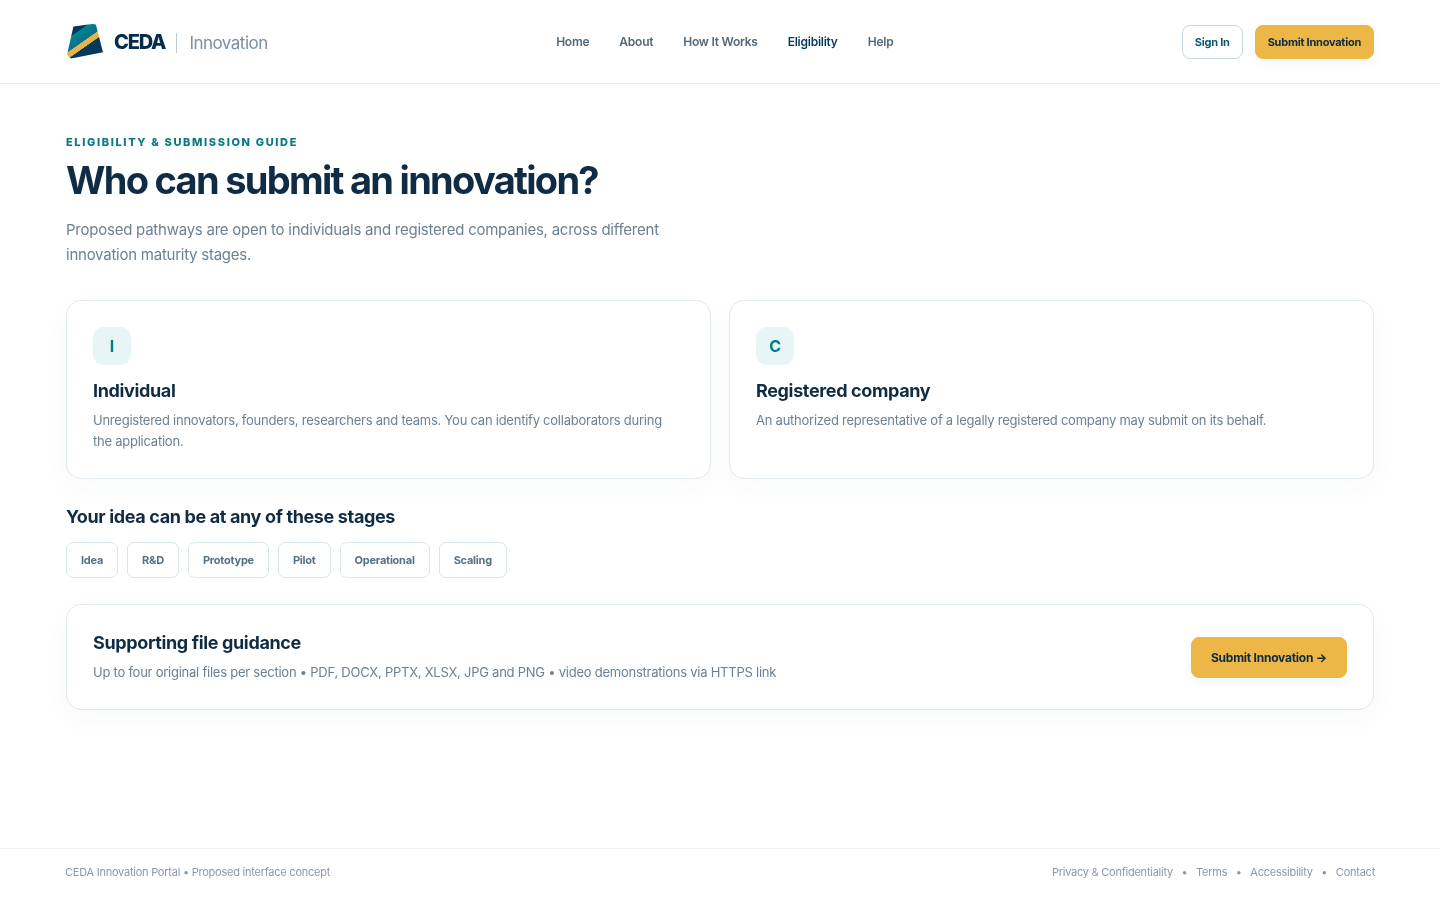 CEDA Innovation
Home About How It Works Eligibility Help
Sign In Submit Innovation
ELIGIBILITY & SUBMISSION GUIDE
Who can submit an innovation?
Proposed pathways are open to individuals and registered companies, across different
innovation maturity stages.
I
Individual
Unregistered innovators, founders, researchers and teams. You can identify collaborators during
the application.
C
Registered company
An authorized representative of a legally registered company may submit on its behalf.
Your idea can be at any of these stages
Idea R&D Prototype Pilot Operational Scaling
Supporting file guidance
Up to four original files per section • PDF, DOCX, PPTX, XLSX, JPG and PNG • video demonstrations via HTTPS link
Submit Innovation →
CEDA Innovation Portal • Proposed interface concept
Privacy & Confidentiality • Terms • Accessibility • Contact